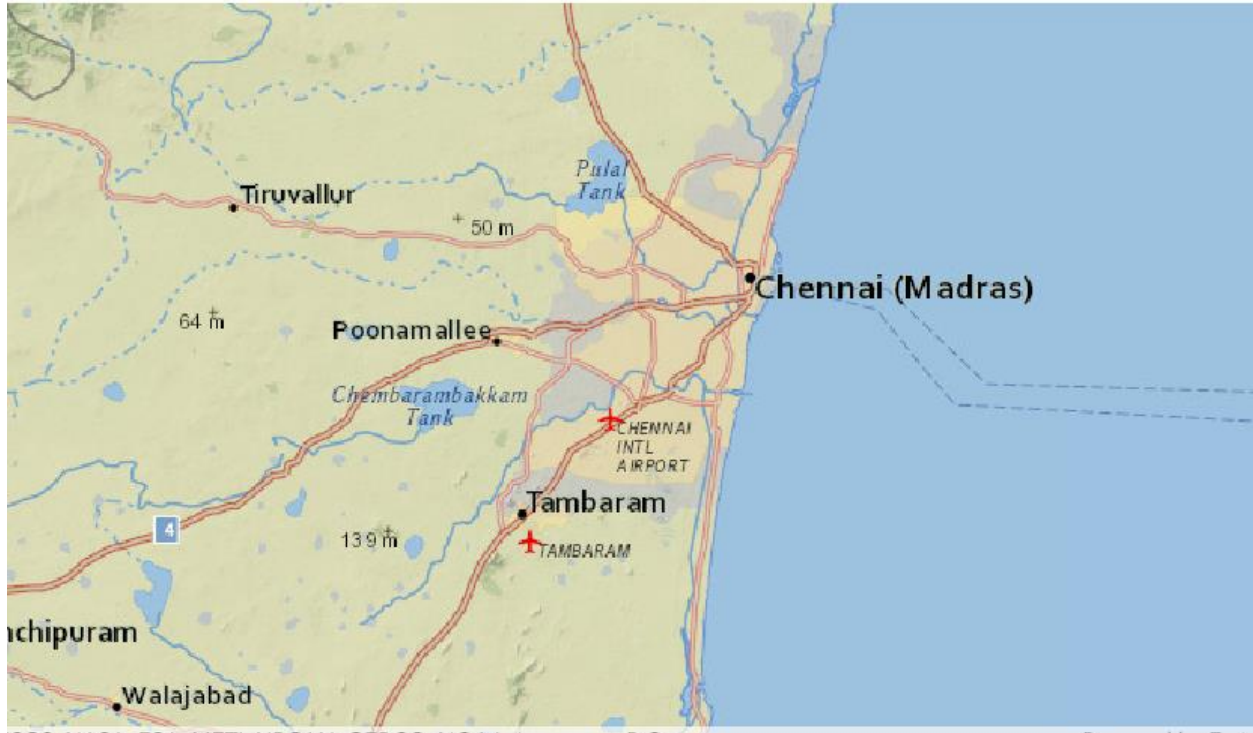 Pulal
Tank
Tiruvallur
50 m
Chennai (Madras)
64 m
Poonamallee
Chembarambakkam
Tank
CHENNAI
INTL
AIRPORT
Tambaram
4
139 m
TAMBARAM
nchipuram
Walajabad